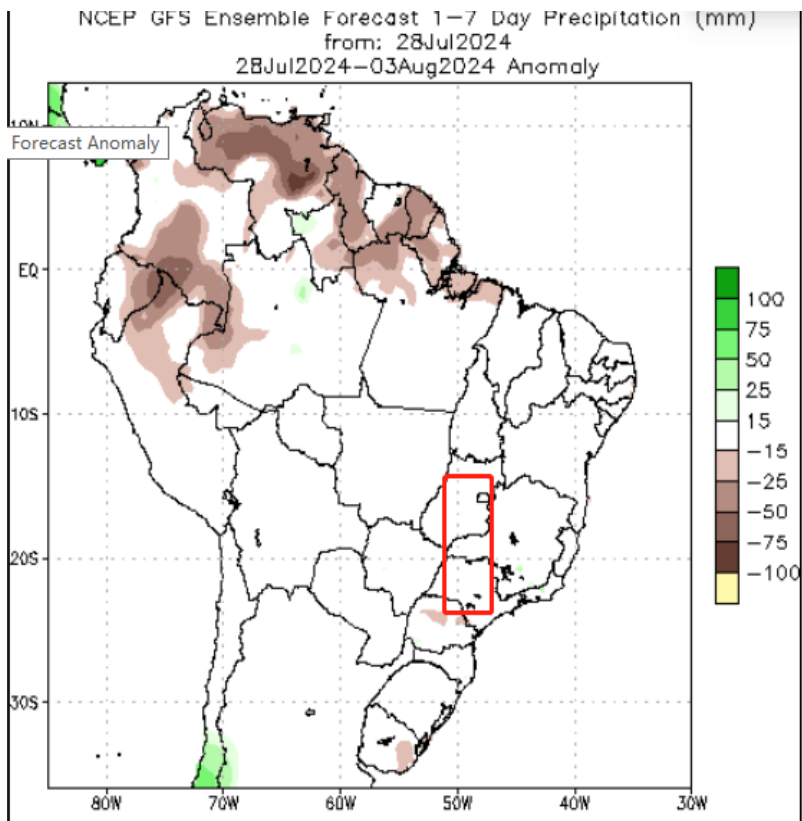 NCEP GFS Ensemble Forecast 1-7 Day Precipitation (mm)
from: 28Jul2024
28Jul2024-03Aug2024 Anomaly
Forecast Anomaly
EQ
10S
20S
30S
80W
70W
60W
50W
40W
30W
100
75
50
25
15
-15
-25
-50
-75
-100